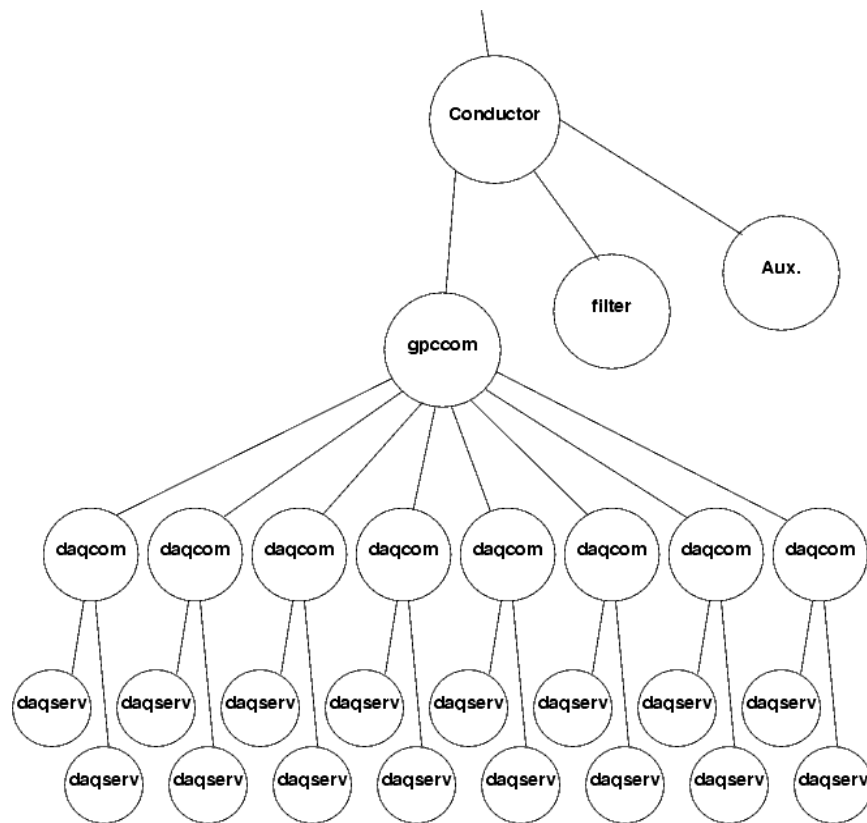 Conductor
Aux.
filter
gpccom
daqcom daqcom daqcom daqcom daqcom daqcom daqcom daqcom
daqserv daqserv daqserv daqserv daqserv daqserv daqserv daqserv
daqserv daqserv daqserv daqserv daqserv daqserv daqserv daqserv